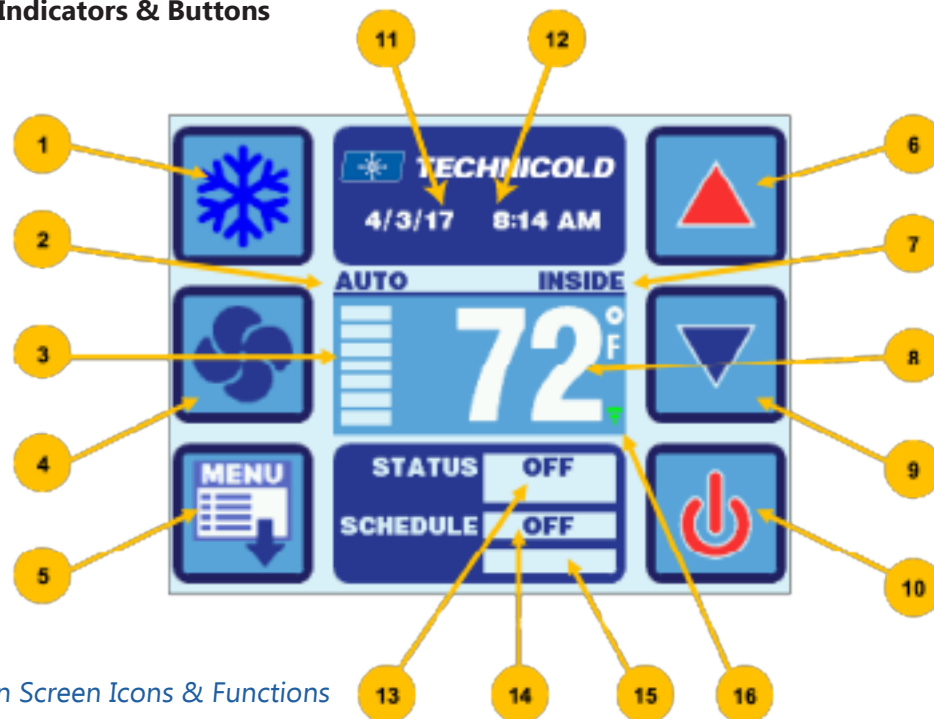 Indicators & Buttons
11 12
1 6
TECHNICOLD
4/3/17 8:14 AM
2 7
AUTO INSIDE
72°F
3 8
4 9
MENU
STATUS OFF
SCHEDULE OFF
5 10
n Screen Icons & Functions
13 14 15 16